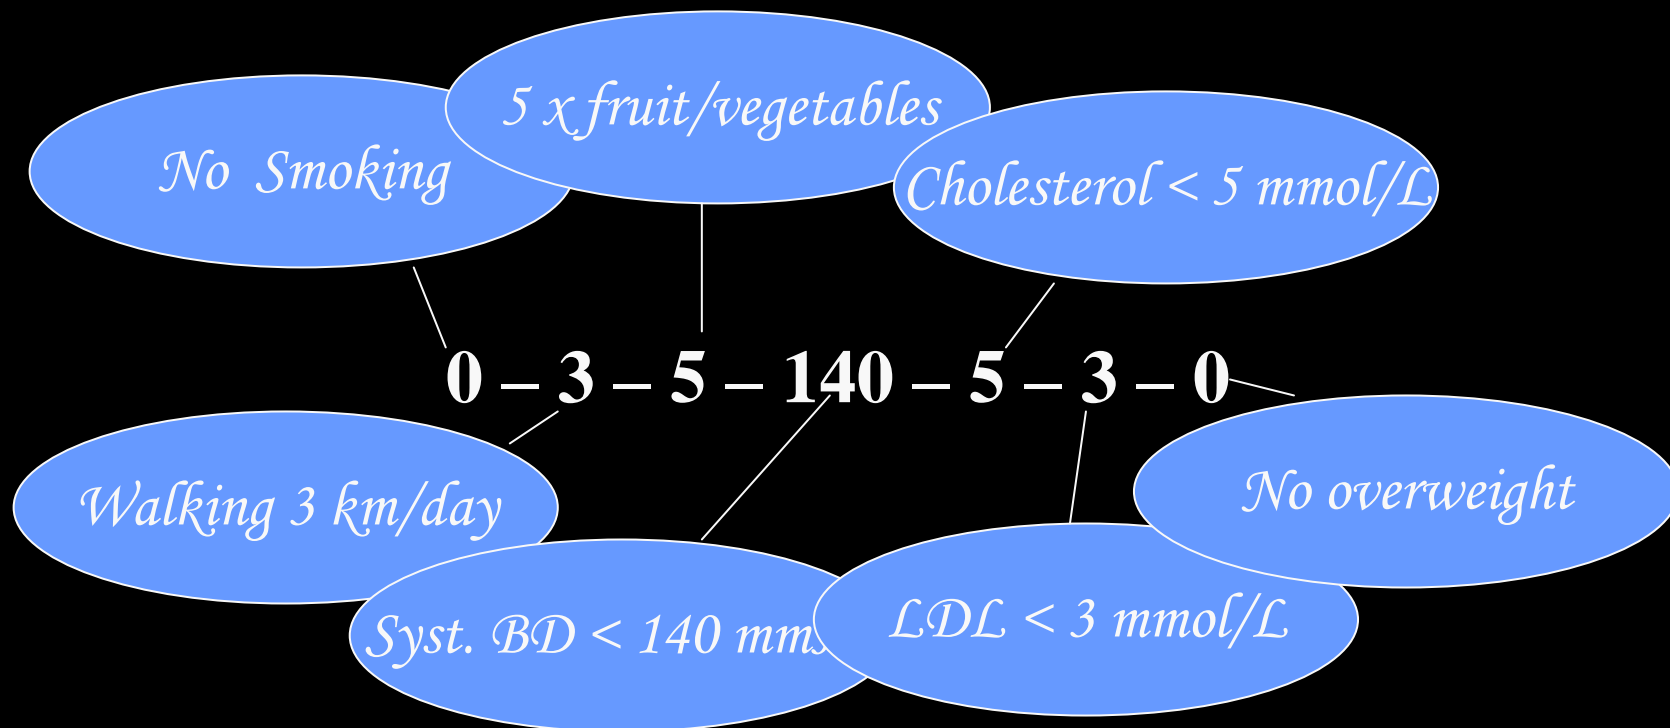 5 x fruit/vegetables
No Smoking
Cholesterol < 5 mmol/L
0 – 3 – 5 – 140 – 5 – 3 – 0
Walking 3 km/day
No overweight
Syst. BD < 140
LDL < 3 mmol/L